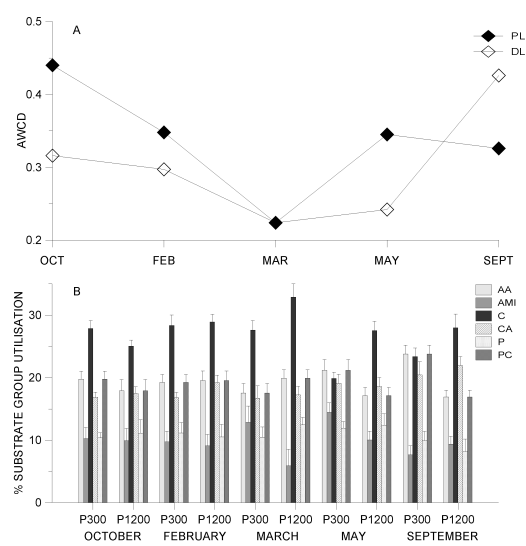 0.5
A
PL
DL
0.4
AWCD
0.3
0.2
OCT FEB MAR MAY SEPT
B
AA
AMI
C
CA
P
PC
30
20
10
0
% SUBSTRATE GROUP UTILISATION
P300 P1200 P300 P1200 P300 P1200 P300 P1200 P300 P1200
OCTOBER FEBRUARY MARCH MAY SEPTEMBER